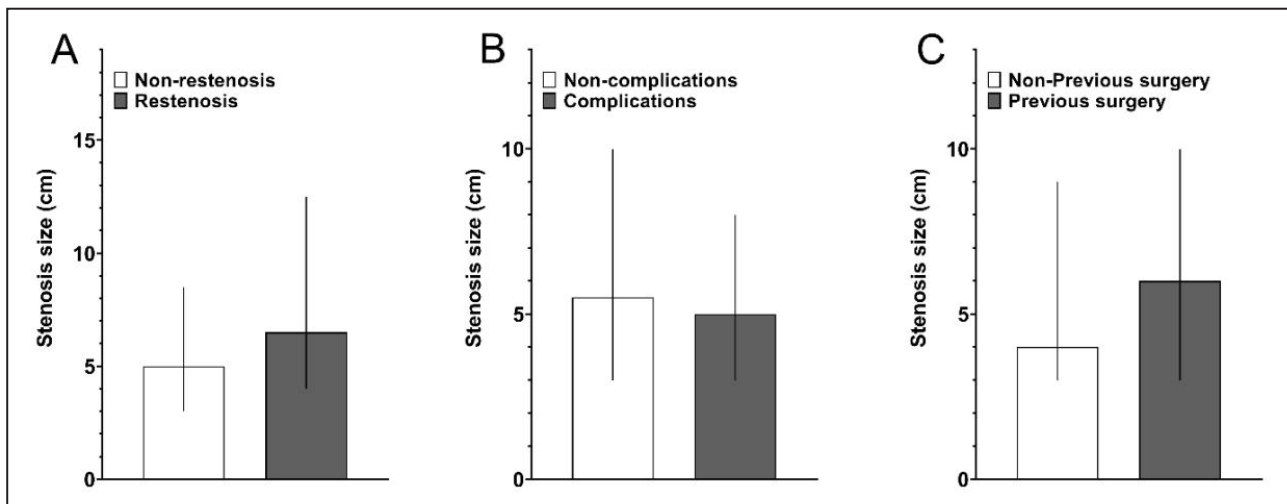 A
Non-restenosis
Restenosis
Stenosis size (cm)
15
10
5
0
B
Non-complications
Complications
Stenosis size (cm)
10
5
0
C
Non-Previous surgery
Previous surgery
Stenosis size (cm)
10
5
0